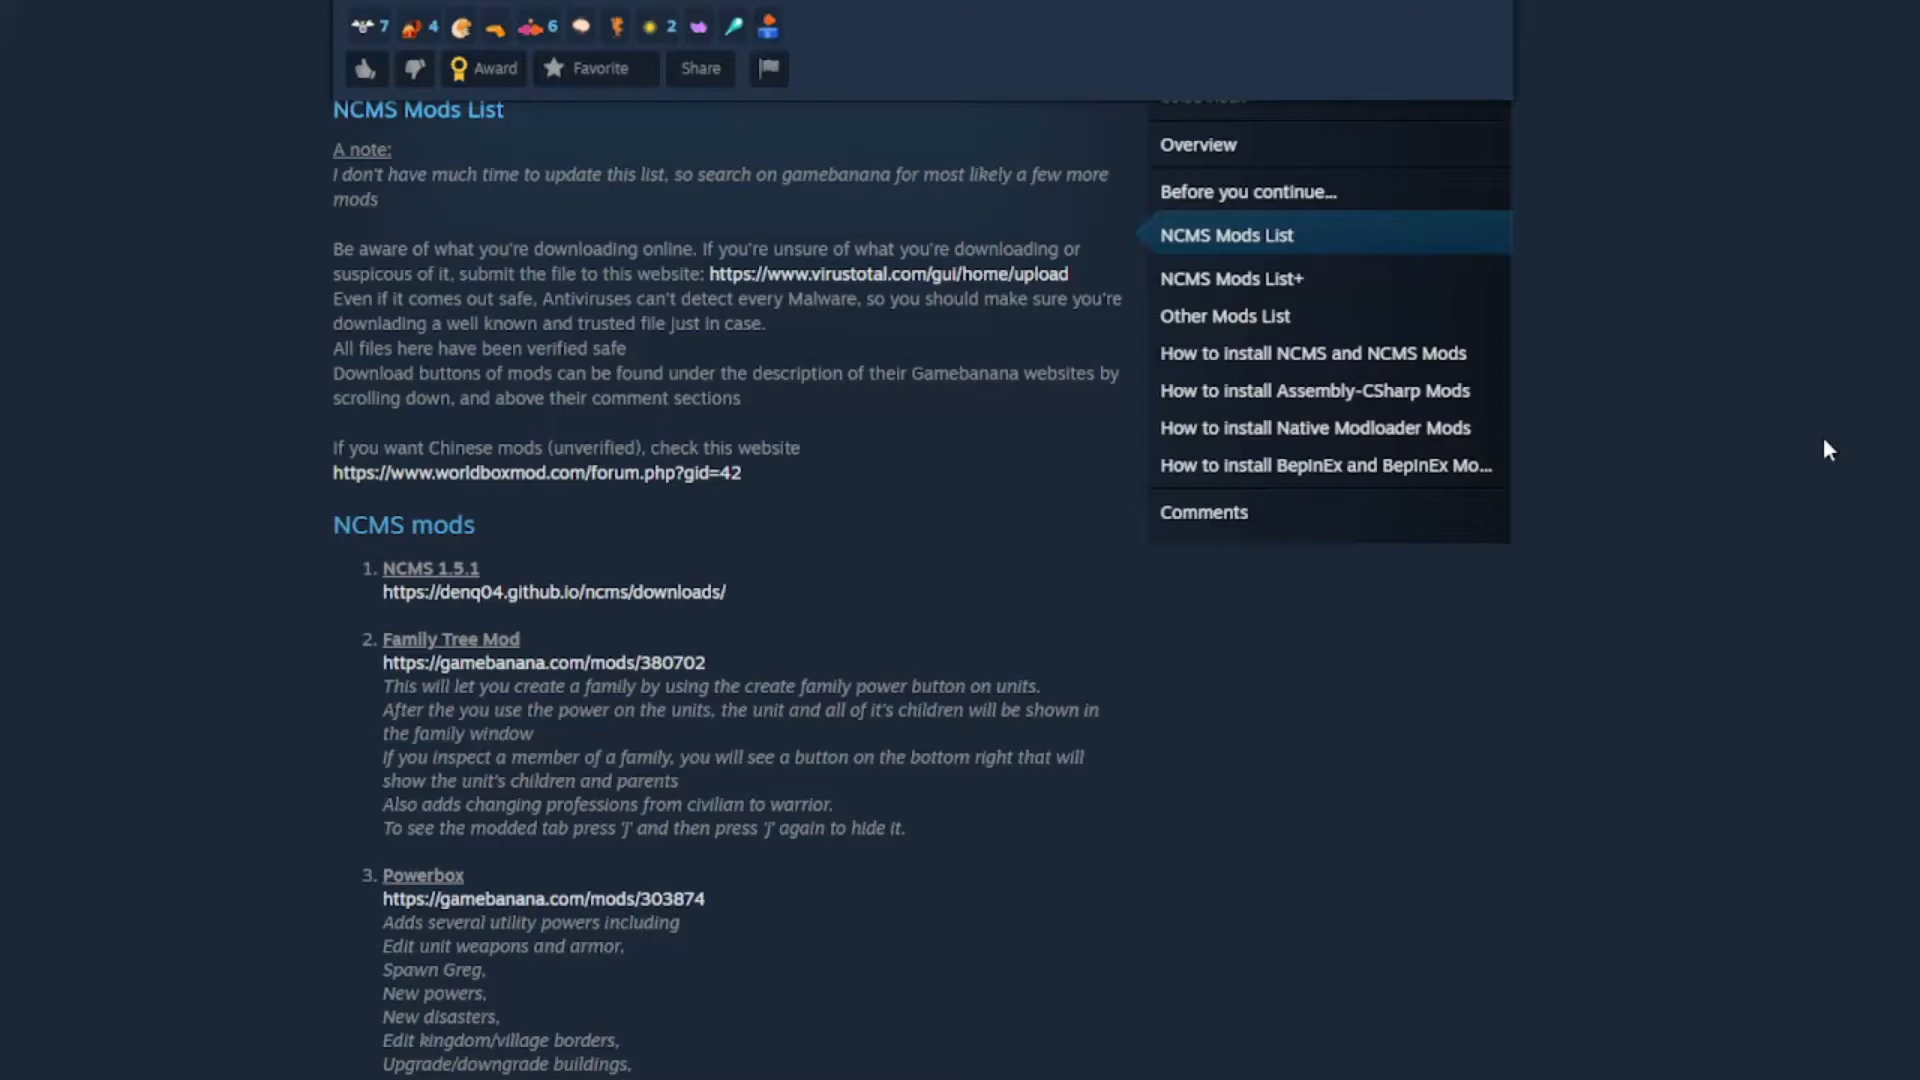 7 4 6 2
Award Favorite Share
NCMS Mods List
A note:
I don't have much time to update this list, so search on gamebanana for most likely a few more
mods
Be aware of what you're downloading online. If you're unsure of what you're downloading or
suspicious of it, submit the file to this website: https://www.virustotal.com/gui/home/upload
Even if it comes out safe, Antiviruses can't detect every Malware, so you should make sure you're
downlading a well known and trusted file just in case.
All files here have been verified safe
Download buttons of mods can be found under the description of their Gamebanana websites by
scrolling down, and above their comment sections
If you want Chinese mods (unverified), check this website
https://www.worldboxmod.com/forum.php?gid=42
NCMS mods
1. NCMS 1.5.1
https://denq04.github.io/ncms/downloads/
2. Family Tree Mod
https://gamebanana.com/mods/380702
This will let you create a family by using the create family power button on units.
After the you use the power on the units, the unit and all of it's children will be shown in
the family window
If you inspect a member of a family, you will see a button on the bottom right that will
show the unit's children and parents
Also adds changing professions from civilian to warrior.
To see the modded tab press 'j' and then press 'j' again to hide it.
3. Powerbox
https://gamebanana.com/mods/303874
Adds several utility powers including
Edit unit weapons and armor,
Spawn Greg,
New powers,
New disasters,
Edit kingdom/village borders,
Upgrade/downgrade buildings,
Overview
Before you continue...
NCMS Mods List
NCMS Mods List+
Other Mods List
How to install NCMS and NCMS Mods
How to install Assembly-CSharp Mods
How to install Native Modloader Mods
How to install BepInEx and BepInEx Mo...
Comments